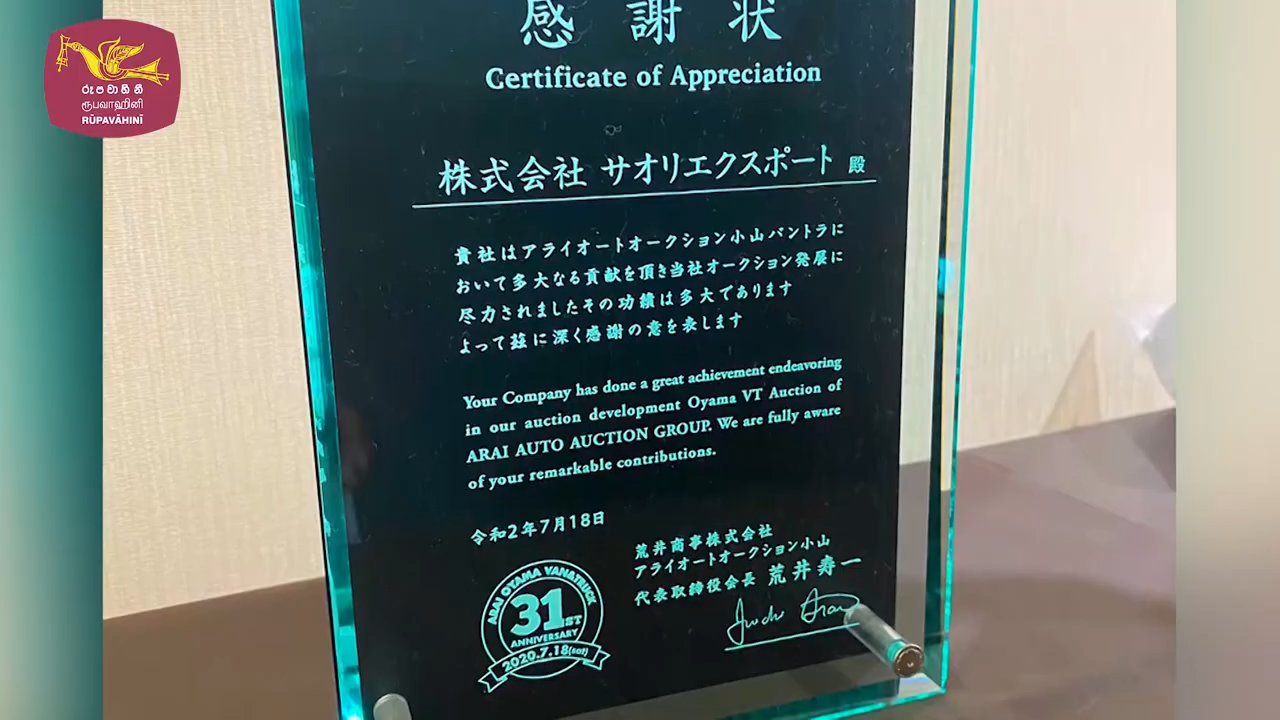 රූපවාහිනී
ரூபவாஹினி
RŪPAVĀHINĪ
感謝状
Certificate of Appreciation
株式会社 サオリエクスポート 殿
貴社はアライオートオークション小山バントラに
おいて多大なる貢献を頂き当社オークション発展に
尽力されましたその功績は多大であります
よって茲に深く感謝の意を表します
Your Company has done a great achievement endeavoring
in our auction development Oyama VT Auction of
ARAI AUTO AUCTION GROUP. We are fully aware
of your remarkable contributions.
令和2年7月18日
荒井商事株式会社
アライオートオークション小山
代表取締役会長 荒井寿一
ARAI OYAMA VAN&TRUCK
31ST
ANNIVERSARY
2020.7.18(SAT)